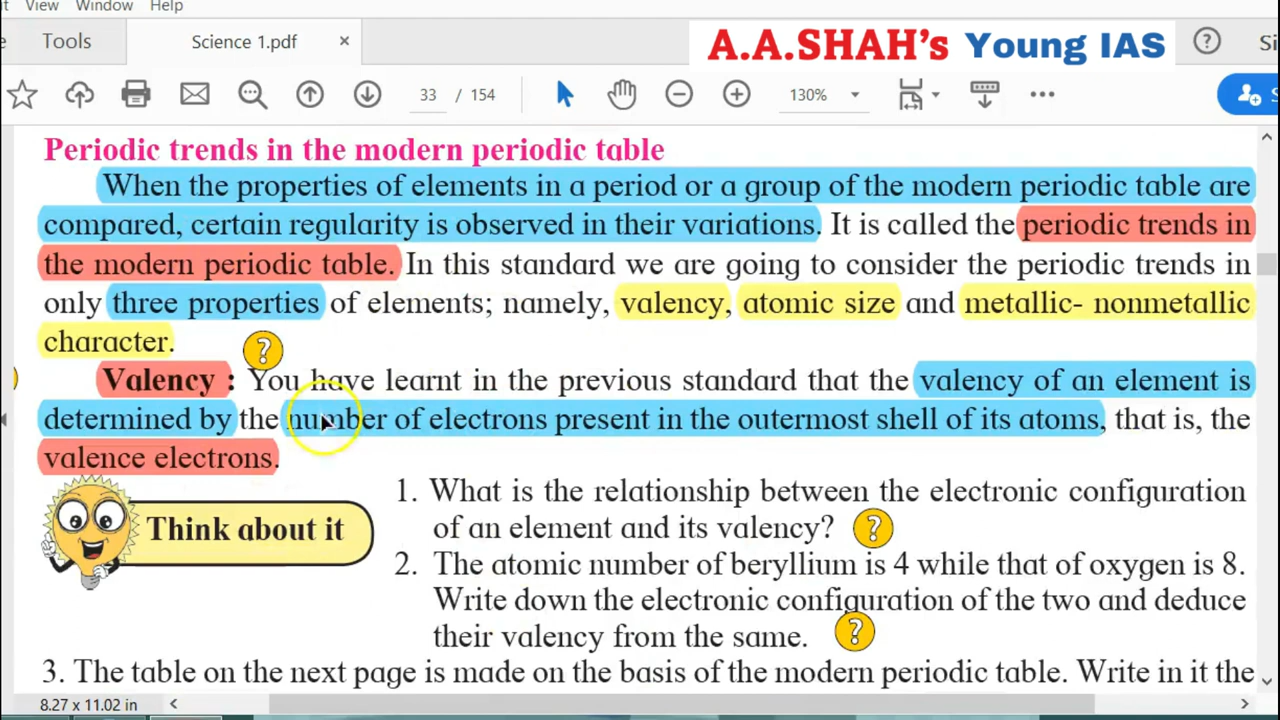 View Window Help
Tools
Science 1.pdf
A.A.SHAH's Young IAS
33 / 154
130%
Periodic trends in the modern periodic table
When the properties of elements in a period or a group of the modern periodic table are
compared, certain regularity is observed in their variations. It is called the periodic trends in
the modern periodic table. In this standard we are going to consider the periodic trends in
only three properties of elements; namely, valency, atomic size and metallic- nonmetallic
character.
Valency : You have learnt in the previous standard that the valency of an element is
determined by the number of electrons present in the outermost shell of its atoms, that is, the
valence electrons.
Think about it
1. What is the relationship between the electronic configuration
of an element and its valency?
2. The atomic number of beryllium is 4 while that of oxygen is 8.
Write down the electronic configuration of the two and deduce
their valency from the same.
3. The table on the next page is made on the basis of the modern periodic table. Write in it the
8.27 x 11.02 in